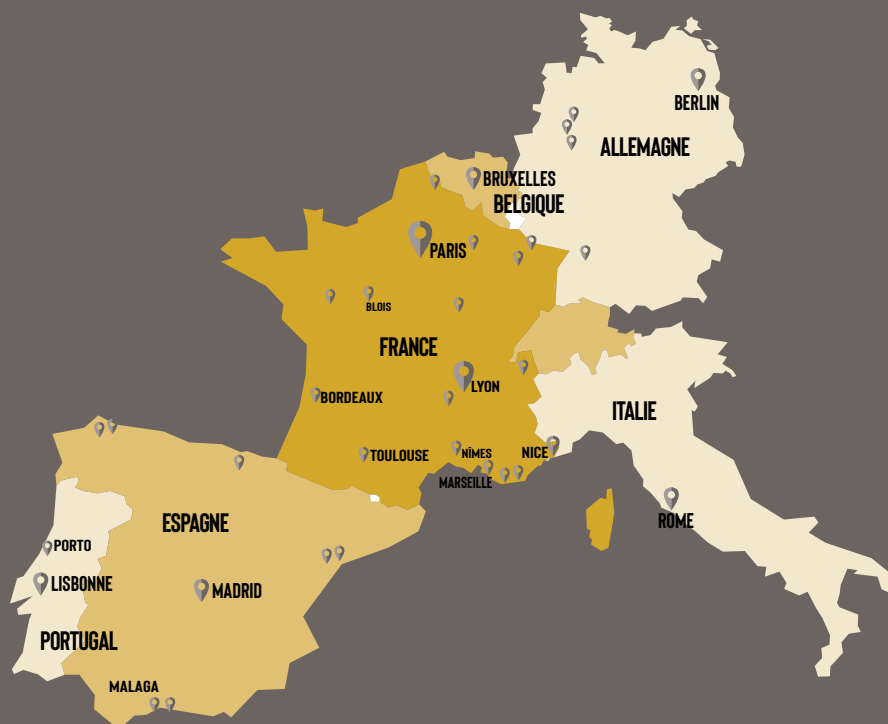 BERLIN
ALLEMAGNE
BRUXELLES
BELGIQUE
PARIS
BLOIS
FRANCE
LYON
BORDEAUX
ITALIE
TOULOUSE
NÎMES
NICE
MARSEILLE
ROME
ESPAGNE
PORTO
LISBONNE
MADRID
PORTUGAL
MALAGA